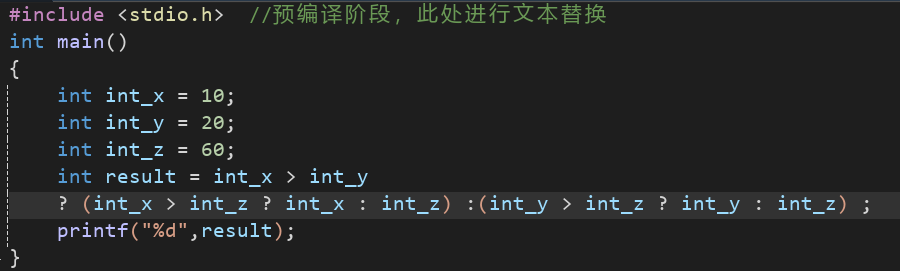 #include <stdio.h>  //预编译阶段，此处进行文本替换
int main()
{
    int int_x = 10;
    int int_y = 20;
    int int_z = 60;
    int result = int_x > int_y
    ? (int_x > int_z ? int_x : int_z) :(int_y > int_z ? int_y : int_z) ;
    printf("%d",result);
}